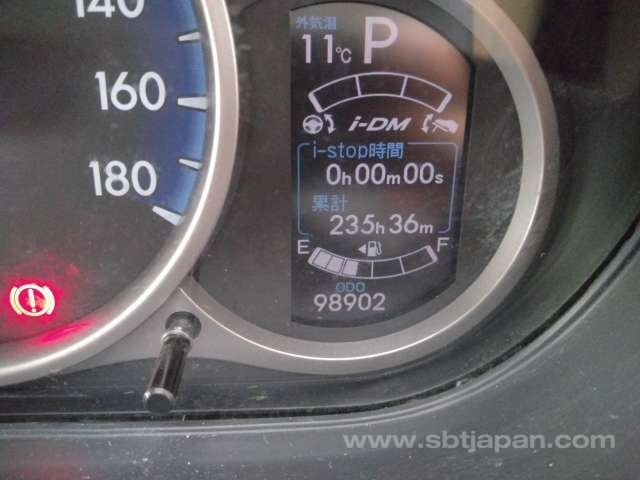 140
160
180
外気温
11℃ P
i-DM
i-stop時間
0h00m00s
累計
235h36m
E F
ODO
98902
www.sbtjapan.com